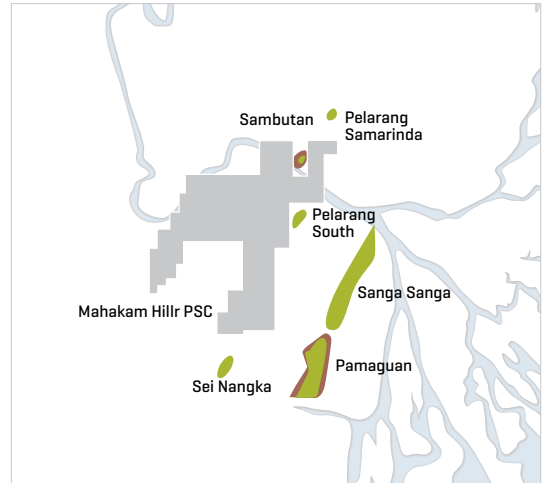 Sambutan
Pelarang
Samarinda
Pelarang
South
Sanga Sanga
Mahakam Hillr PSC
Pamaguan
Sei Nangka